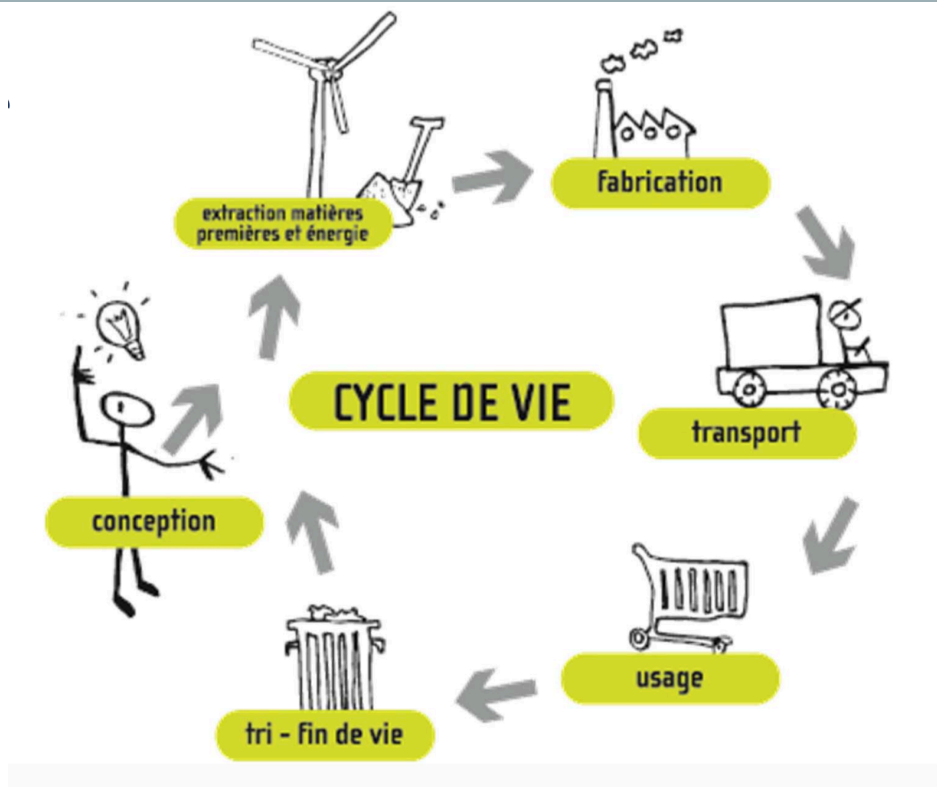 extraction matières
premières et énergie
fabrication
CYCLE DE VIE
transport
conception
usage
tri - fin de vie